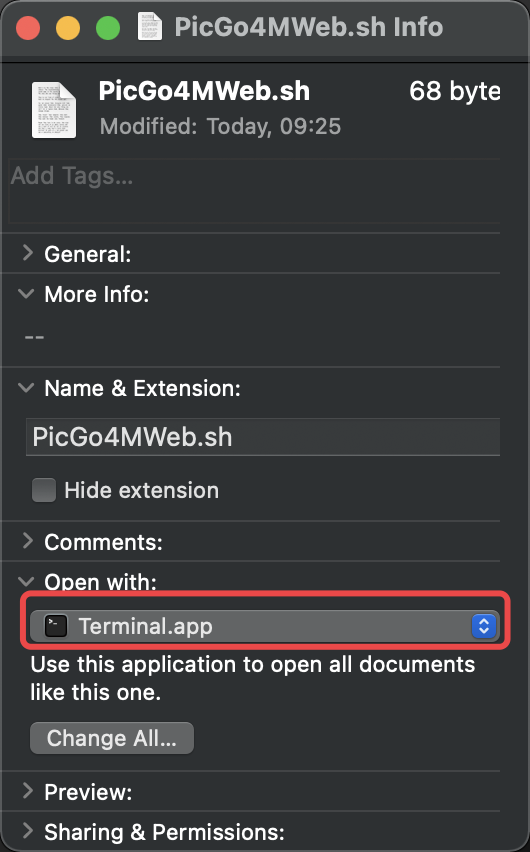 PicGo4MWeb.sh Info
PicGo4MWeb.sh 68 byte
Modified: Today, 09:25
Add Tags...
General:
More Info:
--
Name & Extension:
PicGo4MWeb.sh
Hide extension
Comments:
Open with:
Terminal.app
Use this application to open all documents
like this one.
Change All...
Preview:
Sharing & Permissions: